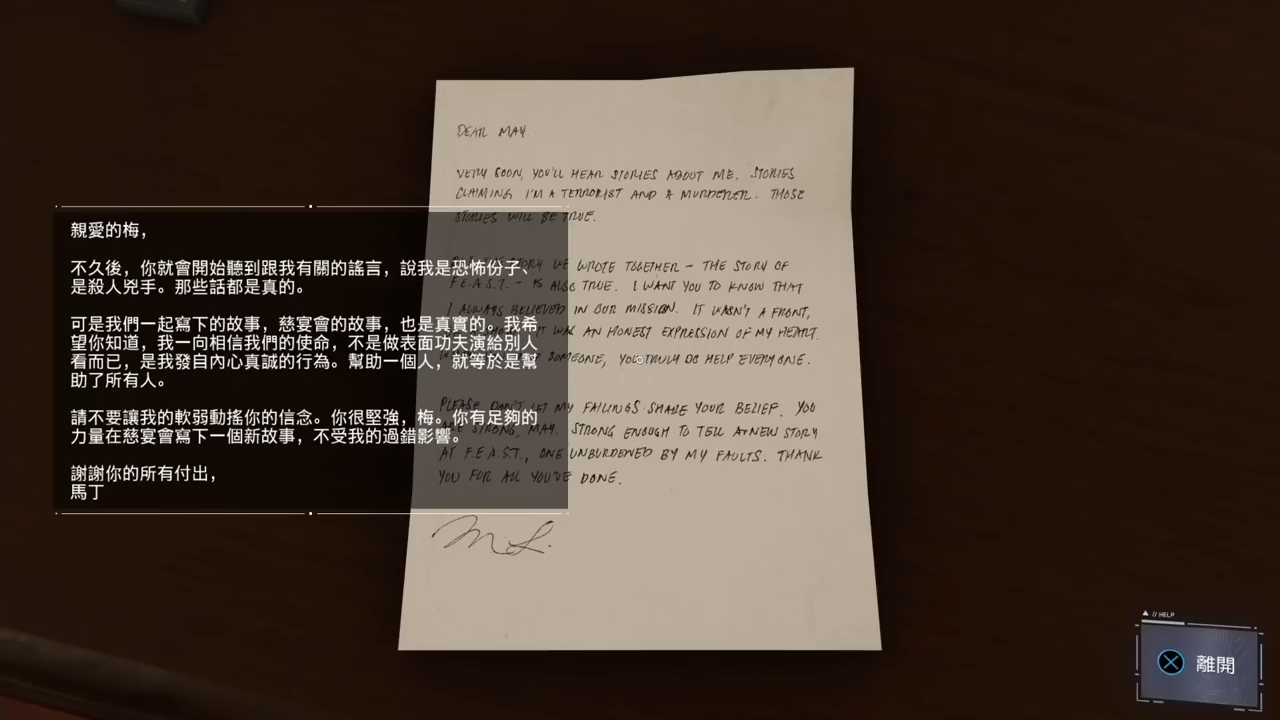 DEAR MAY,
VERY SOON, YOU'LL HEAR STORIES ABOUT ME. STORIES
CLAIMING I'M A TERRORIST AND A MURDERER. THOSE
STORIES WILL BE TRUE.
STORY WE WROTE TOGETHER - THE STORY OF
F.E.A.S.T. - IS ALSO TRUE. I WANT YOU TO KNOW THAT
I ALWAYS BELIEVED IN OUR MISSION. IT WASN'T A FRONT,
IT WAS AN HONEST EXPRESSION OF MY HEART.
SOMEONE, YOU TRULY DO HELP EVERYONE.
PLEASE DON'T LET MY FAILINGS SHAKE YOUR BELIEF. YOU
ARE STRONG, MAY. STRONG ENOUGH TO TELL A NEW STORY
AT F.E.A.S.T., ONE UNBURDENED BY MY FAULTS. THANK
YOU FOR ALL YOU'VE DONE.
M.L.
親愛的梅，
不久後，你就會開始聽到跟我有關的謠言，說我是恐怖份子、
是殺人兇手。那些話都是真的。
可是我們一起寫下的故事，慈宴會的故事，也是真實的。我希
望你知道，我一向相信我們的使命，不是做表面功夫演給別人
看而已，是我發自內心真誠的行為。幫助一個人，就等於是幫
助了所有人。
請不要讓我的軟弱動搖你的信念。你很堅強，梅。你有足夠的
力量在慈宴會寫下一個新故事，不受我的過錯影響。
謝謝你的所有付出，
馬丁
// HELP
離開